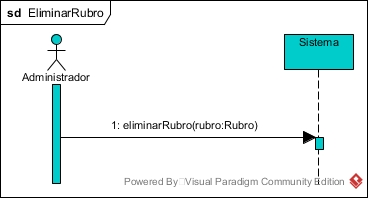 sd EliminarRubro
Administrador
Sistema
1: eliminarRubro(rubro:Rubro)
Powered By Visual Paradigm Community Edition